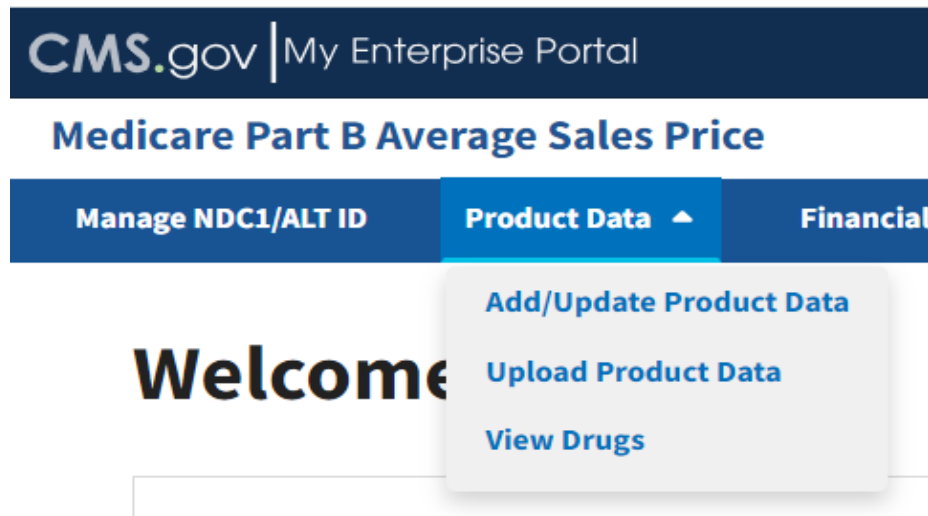 CMS.gov | My Enterprise Portal
Medicare Part B Average Sales Price
Manage NDC1/ALT ID Product Data Financial
Add/Update Product Data
Welcome Upload Product Data
View Drugs